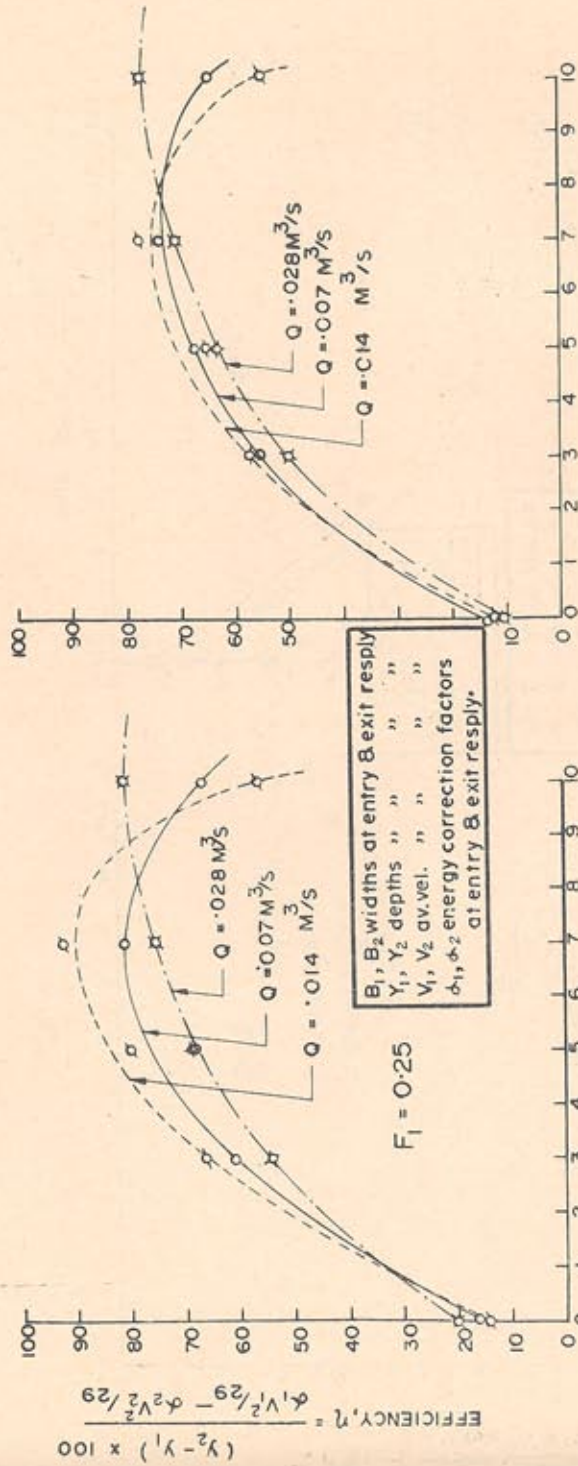 EFFICIENCY, η = (y₂ - y₁) x 100 / α₁V₁²/29 - α₂V₂²/29
100
90
80
70
60
50
40
30
20
10
0
0 1 2 3 4 5 6 7 8 9 10
Q = ·028 M³/S
Q = ·007 M³/S
Q = ·014 M³/S
F₁ = 0·25
B₁, B₂ widths at entry & exit resply
Y₁, Y₂ depths ,, ,, ,, ,,
V₁, V₂ av.vel. ,, ,, ,, ,,
α₁, α₂ energy correction factors
at entry & exit resply.
100
90
80
70
60
50
10
0
0 1 2 3 4 5 6 7 8 9 10
Q = ·028 M³/S
Q = ·007 M³/S
Q = ·014 M³/S